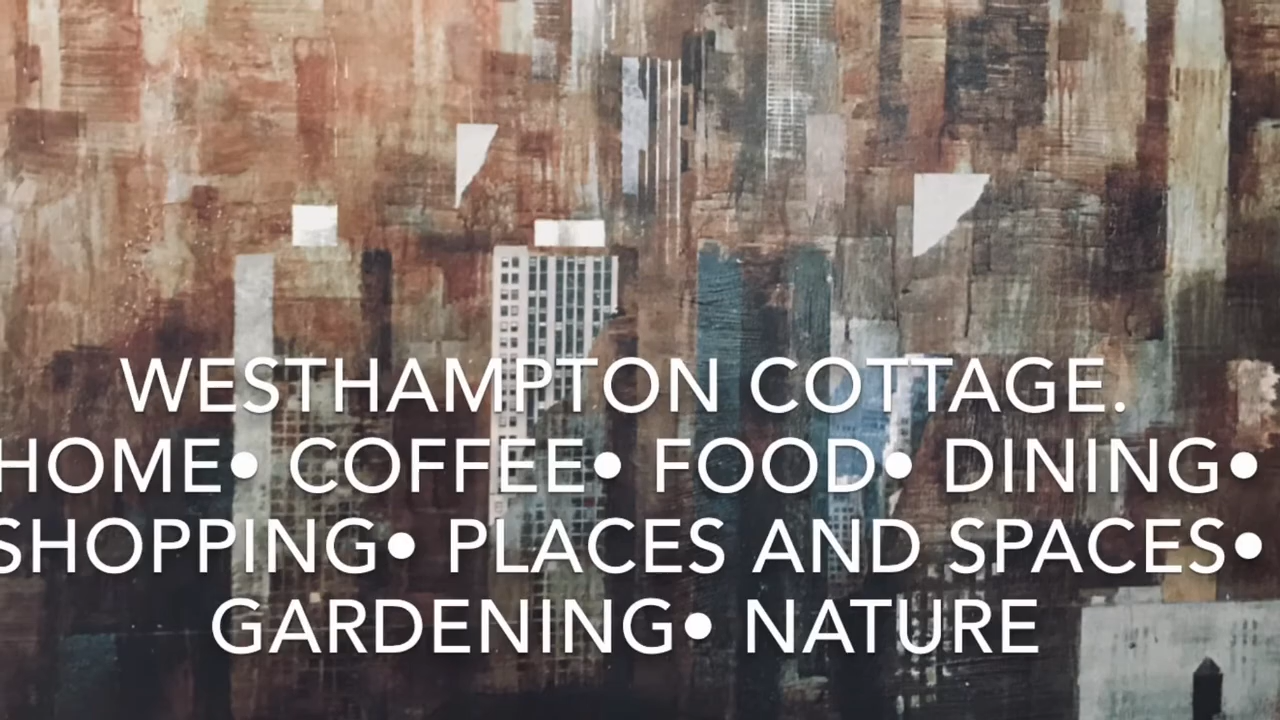 WESTHAMPTON COTTAGE.
HOME• COFFEE• FOOD• DINING•
SHOPPING• PLACES AND SPACES•
GARDENING• NATURE